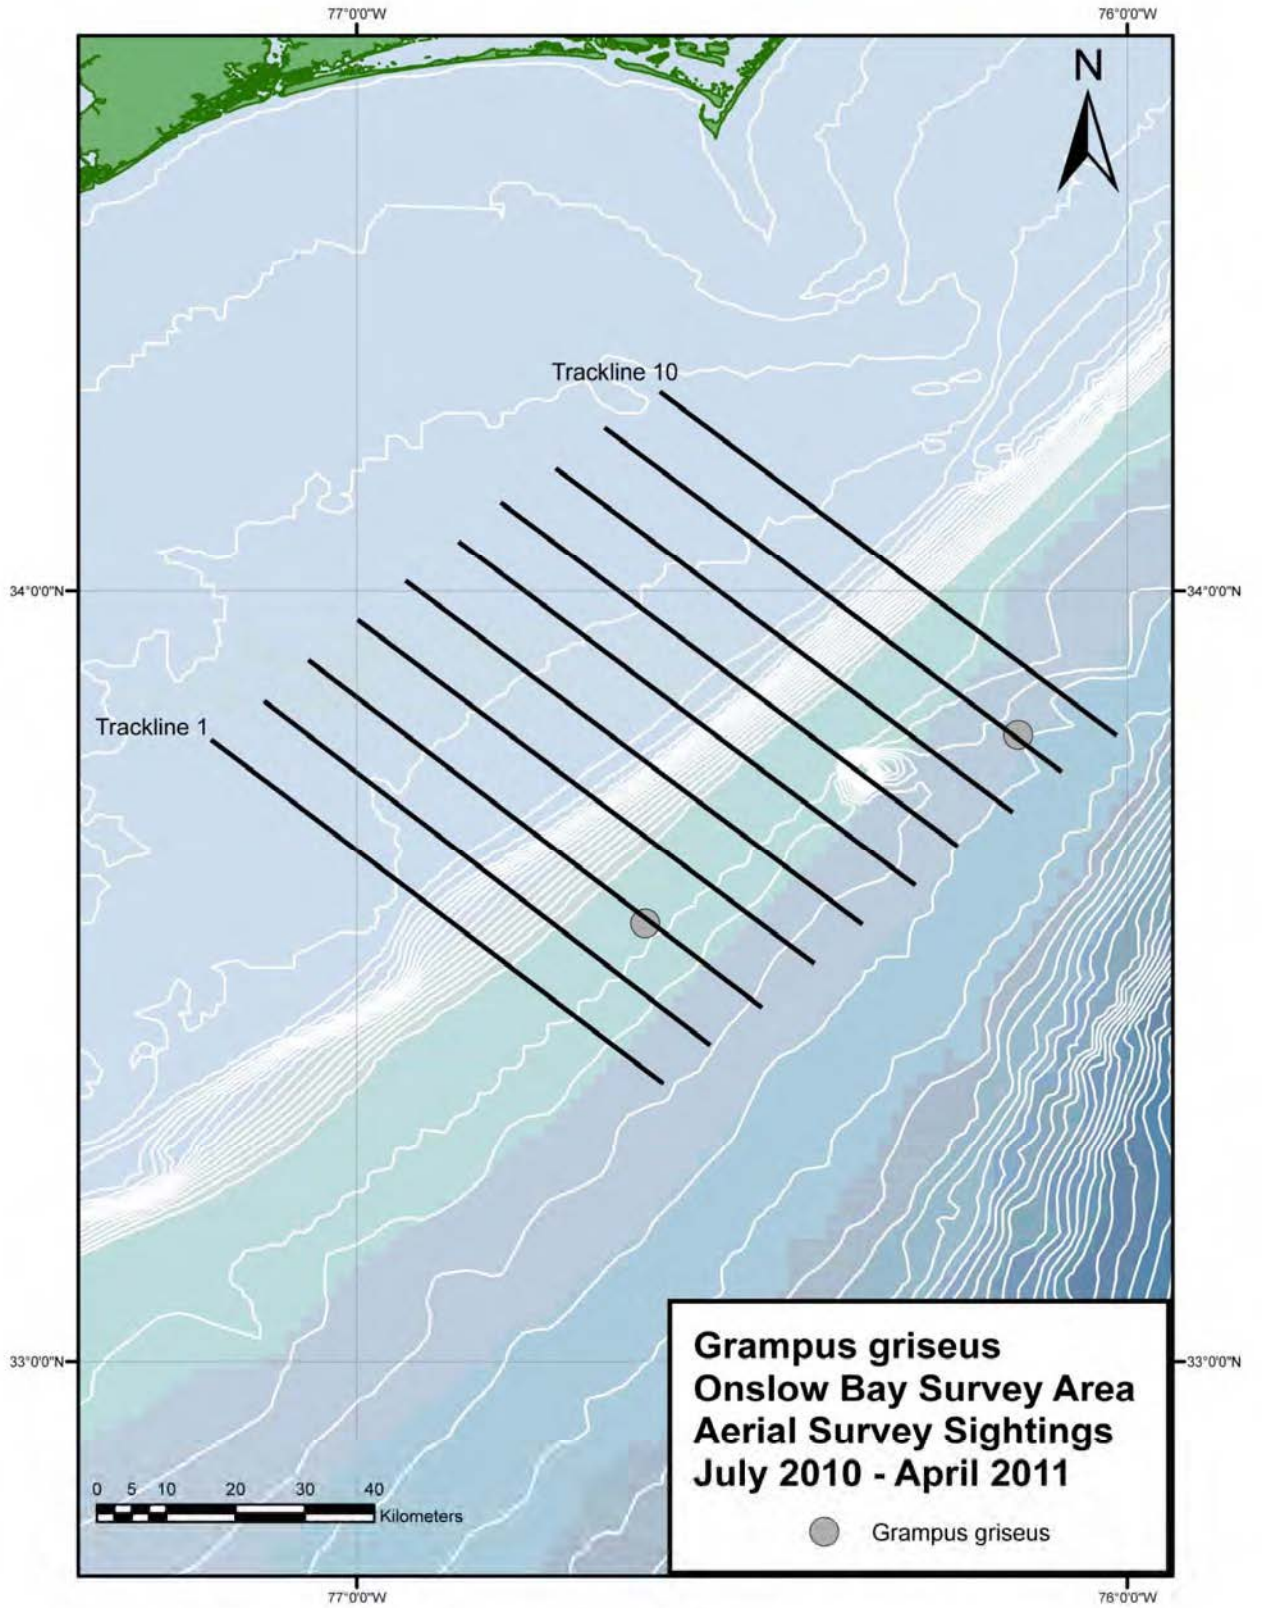 77°0'0"W
76°0'0"W
N
Trackline 10
34°0'0"N
34°0'0"N
Trackline 1
33°0'0"N
33°0'0"N
Grampus griseus
Onslow Bay Survey Area
Aerial Survey Sightings
July 2010 - April 2011
Grampus griseus
0 5 10 20 30 40
Kilometers
77°0'0"W
76°0'0"W